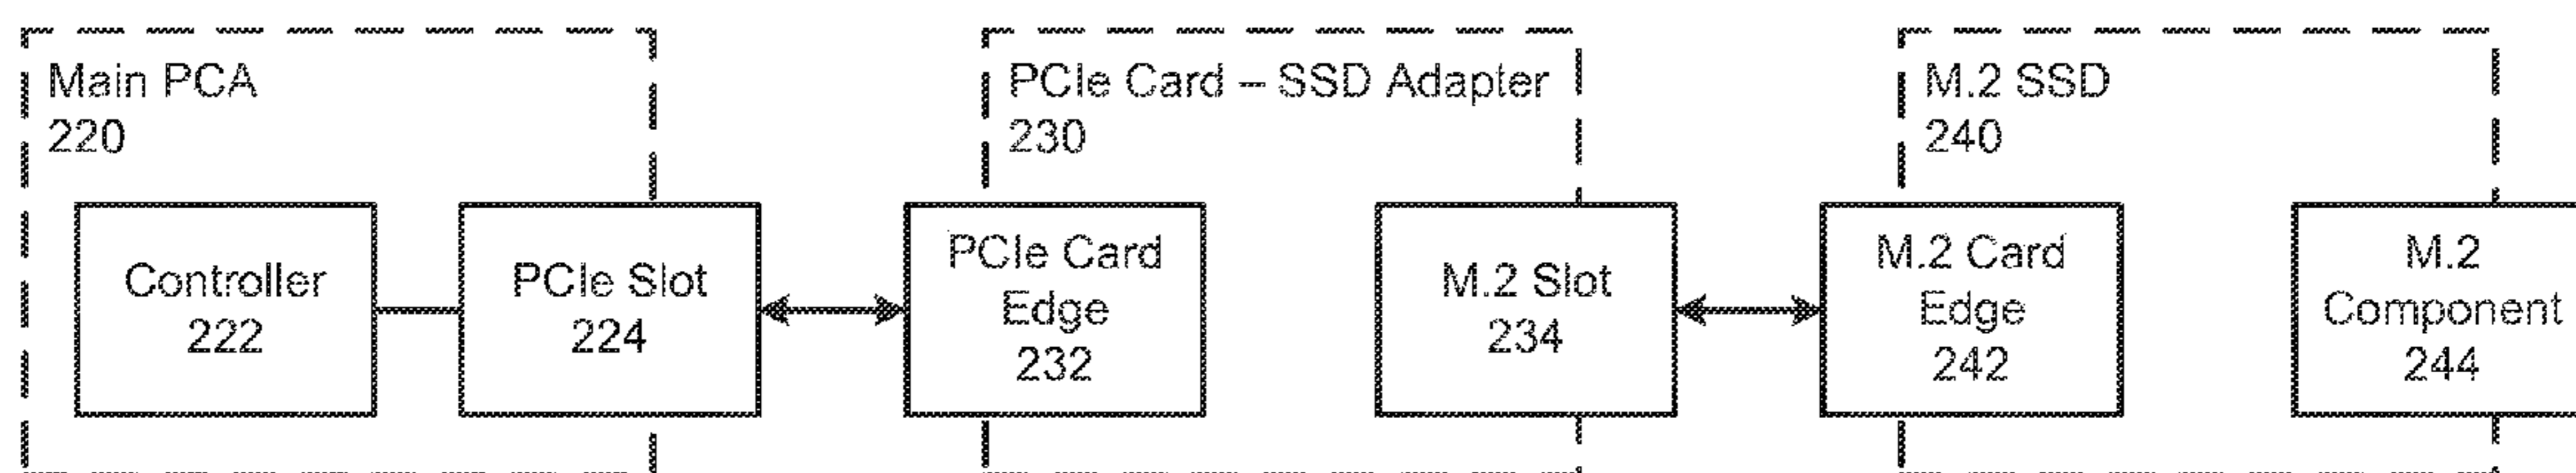 Main PCA
220
PCIe Card – SSD Adapter
230
M.2 SSD
240
Controller
222
PCIe Slot
224
PCIe Card
Edge
232
M.2 Slot
234
M.2 Card
Edge
242
M.2
Component
244